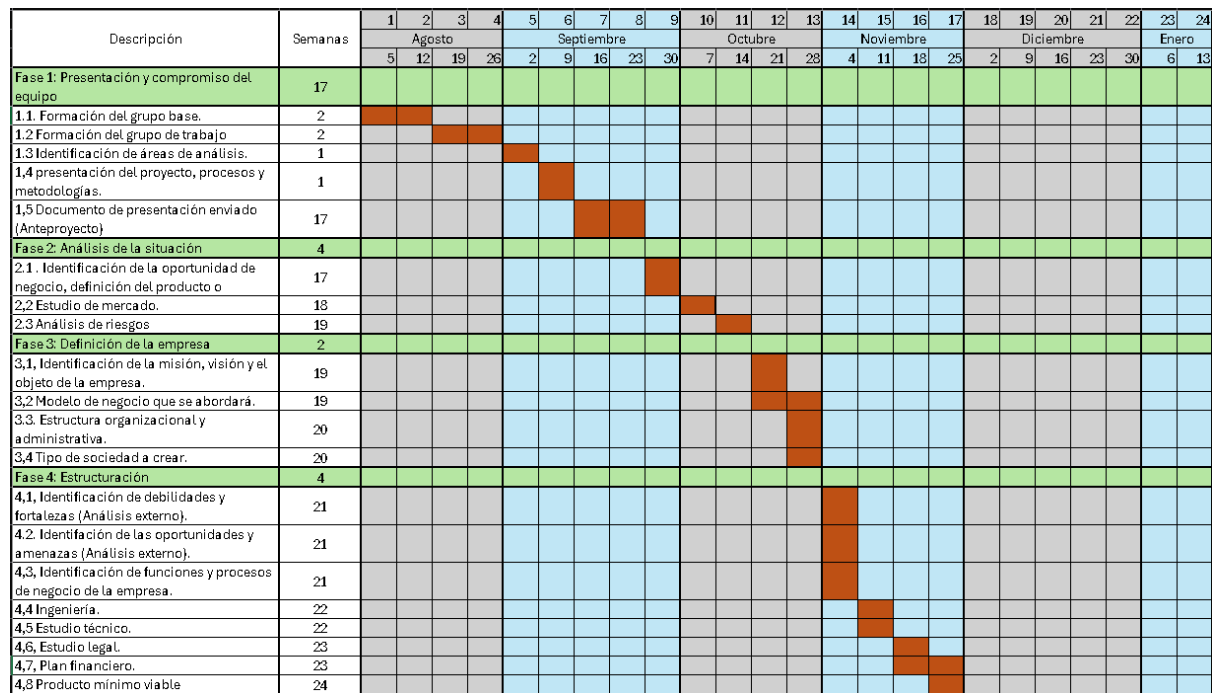 1 2 3 4 5 6 7 8 9 10 11 12 13 14 15 16 17 18 19 20 21 22 23 24
Descripción Semanas Agosto Septiembre Octubre Noviembre Diciembre Enero
5 12 19 26 2 9 16 23 30 7 14 21 28 4 11 18 25 2 9 16 23 30 6 13
Fase 1: Presentación y compromiso del
equipo 17
1.1. Formación del grupo base. 2
1.2 Formación del grupo de trabajo 2
1.3 Identificación de áreas de análisis. 1
1,4 presentación del proyecto, procesos y
metodologías. 1
1,5 Documento de presentación enviado
(Anteproyecto) 17
Fase 2: Análisis de la situación 4
2.1 . Identificación de la oportunidad de
negocio, definición del producto o 17
2,2 Estudio de mercado. 18
2.3 Análisis de riesgos 19
Fase 3: Definición de la empresa 2
3,1, Identificación de la misión, visión y el
objeto de la empresa. 19
3,2 Modelo de negocio que se abordará. 19
3.3. Estructura organizacional y
administrativa. 20
3,4 Tipo de sociedad a crear. 20
Fase 4: Estructuración 4
4,1, Identificación de debilidades y
fortalezas (Análisis externo). 21
4.2. Identifación de las oportunidades y
amenazas (Análisis externo). 21
4,3, Identificación de funciones y procesos
de negocio de la empresa. 21
4,4 Ingeniería. 22
4,5 Estudio técnico. 22
4,6, Estudio legal. 23
4,7, Plan financiero. 23
4,8 Producto mínimo viable 24